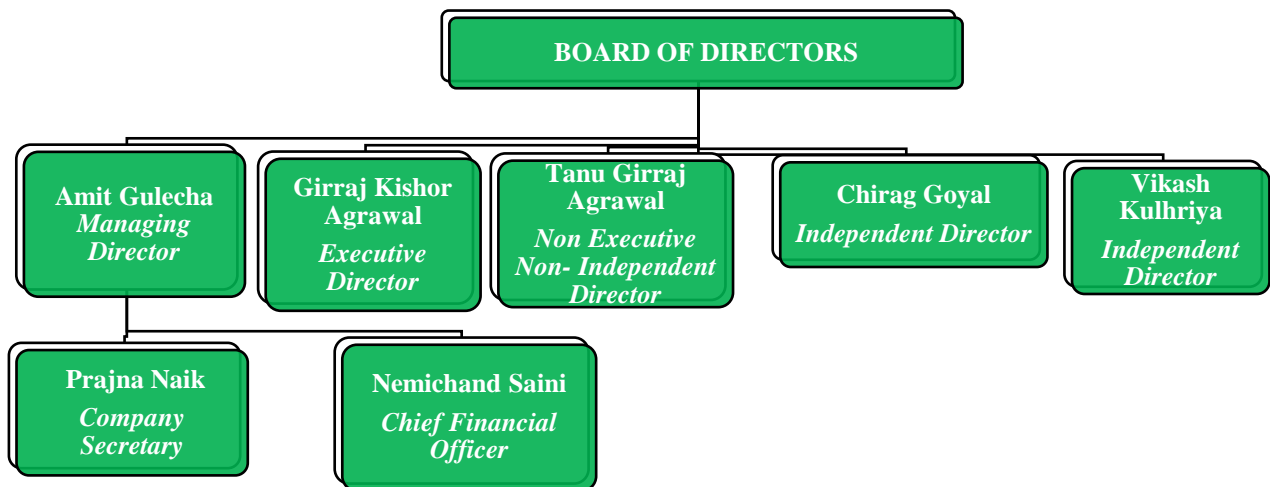 BOARD OF DIRECTORS
Amit Gulecha
Managing
Director
Girraj Kishor
Agrawal
Executive
Director
Tanu Girraj
Agrawal
Non Executive
Non- Independent
Director
Chirag Goyal
Independent Director
Vikash
Kulhriya
Independent
Director
Prajna Naik
Company
Secretary
Nemichand Saini
Chief Financial
Officer